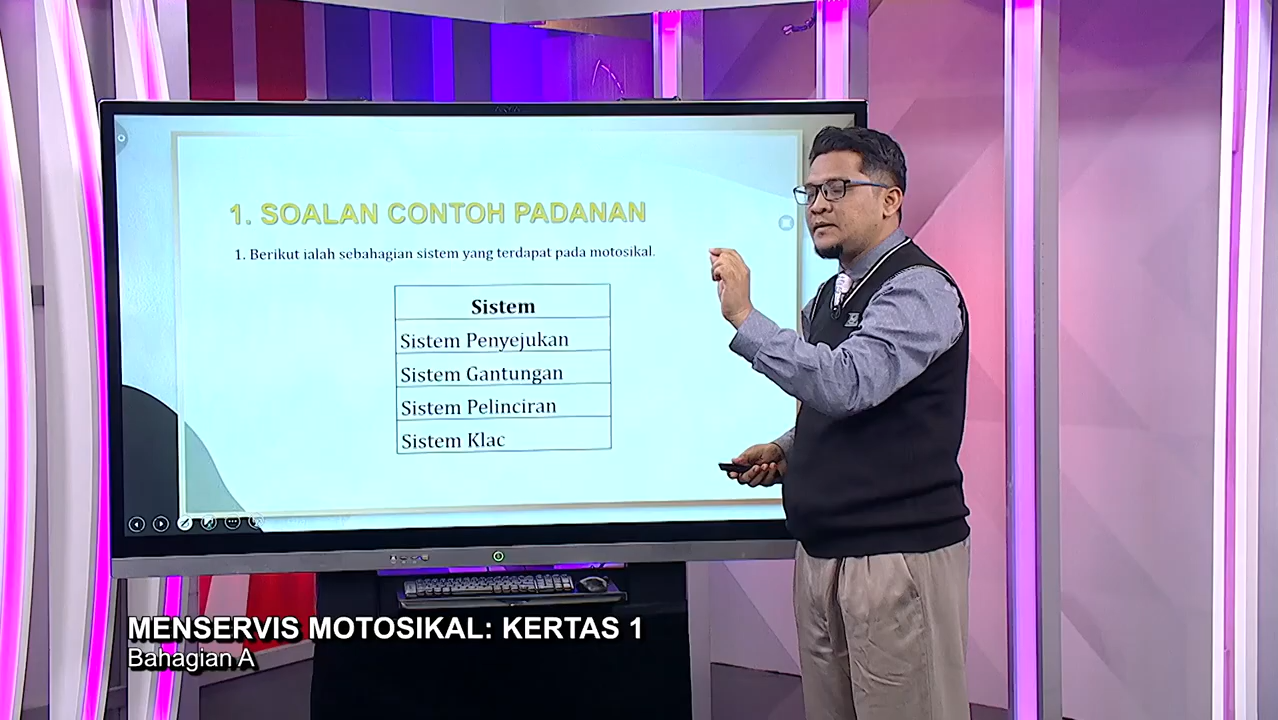 1. SOALAN CONTOH PADANAN
1. Berikut ialah sebahagian sistem yang terdapat pada motosikal.
Sistem
Sistem Penyejukan
Sistem Gantungan
Sistem Pelinciran
Sistem Klac
MENSERVIS MOTOSIKAL: KERTAS 1
Bahagian A